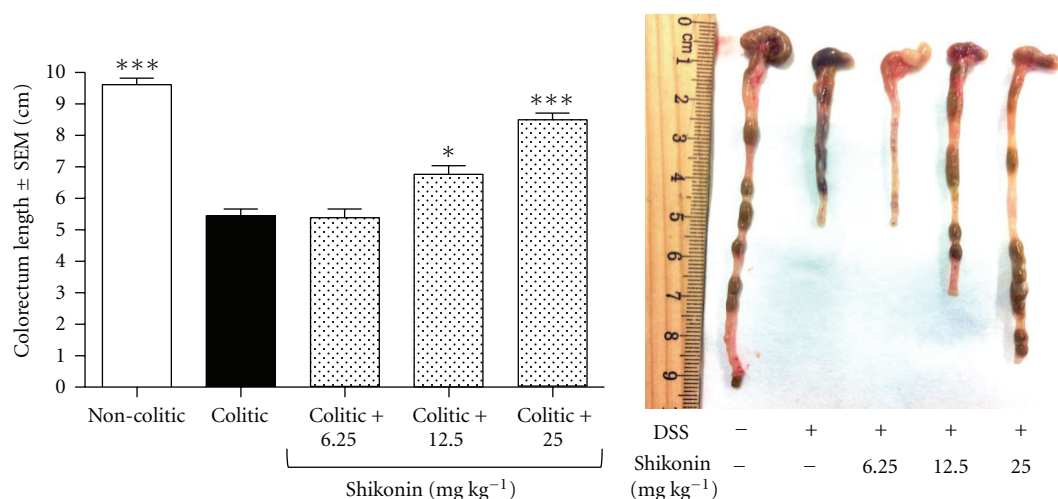 Colorectum length ± SEM (cm)
10
9
8
7
6
5
4
3
2
1
0
***
*
***
Non-colitic
Colitic
Colitic +
6.25
Colitic +
12.5
Colitic +
25
Shikonin (mg kg⁻¹)
0 cm
1
2
3
4
5
6
7
8
9
DSS – + + + +
Shikonin – – 6.25 12.5 25
(mg kg⁻¹)